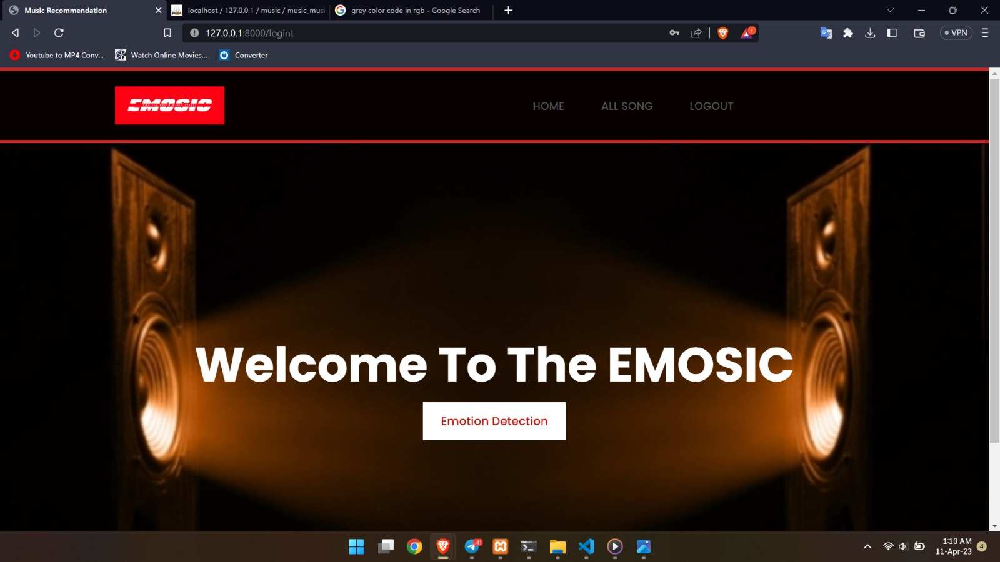 Music Recommendation
localhost / 127.0.0.1 / music / music_musi
grey color code in rgb - Google Search
127.0.0.1:8000/logint
1
VPN
Youtube to MP4 Conv...
Watch Online Movies...
Converter
EMOSIC
HOME
ALL SONG
LOGOUT
Welcome To The EMOSIC
Emotion Detection
41
1:10 AM
11-Apr-23
4